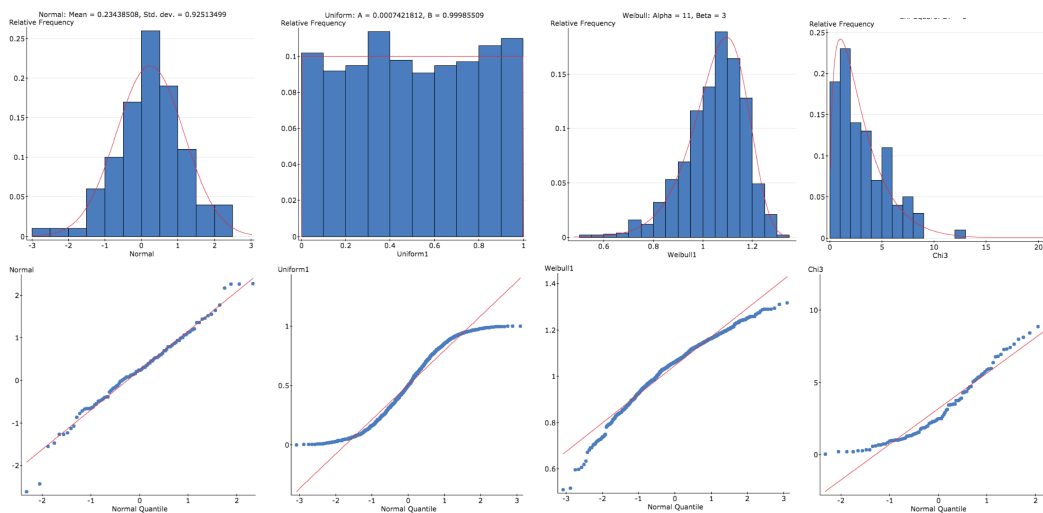 Normal: Mean = 0.23438508, Std. dev. = 0.92513499
Relative Frequency
0.25
0.2
0.15
0.1
0.05
0
-3 -2 -1 0 1 2 3
Normal
Uniform: A = 0.0007421812, B = 0.99985509
Relative Frequency
0.1
0.08
0.06
0.04
0.02
0
0 0.2 0.4 0.6 0.8 1
Uniform1
Weibull: Alpha = 11, Beta = 3
Relative Frequency
0.15
0.1
0.05
0
0.6 0.8 1 1.2
Weibull1
Relative Frequency
0.25
0.2
0.15
0.1
0.05
0
0 5 10 15 20
Chi3
Normal
2
1
0
-1
-2
-2 -1 0 1 2
Normal Quantile
Uniform1
1
0.5
0
-3 -2 -1 0 1 2 3
Normal Quantile
Weibull1
1.4
1.2
1
0.8
0.6
-3 -2 -1 0 1 2 3
Normal Quantile
Chi3
10
5
0
-2 -1 0 1 2
Normal Quantile